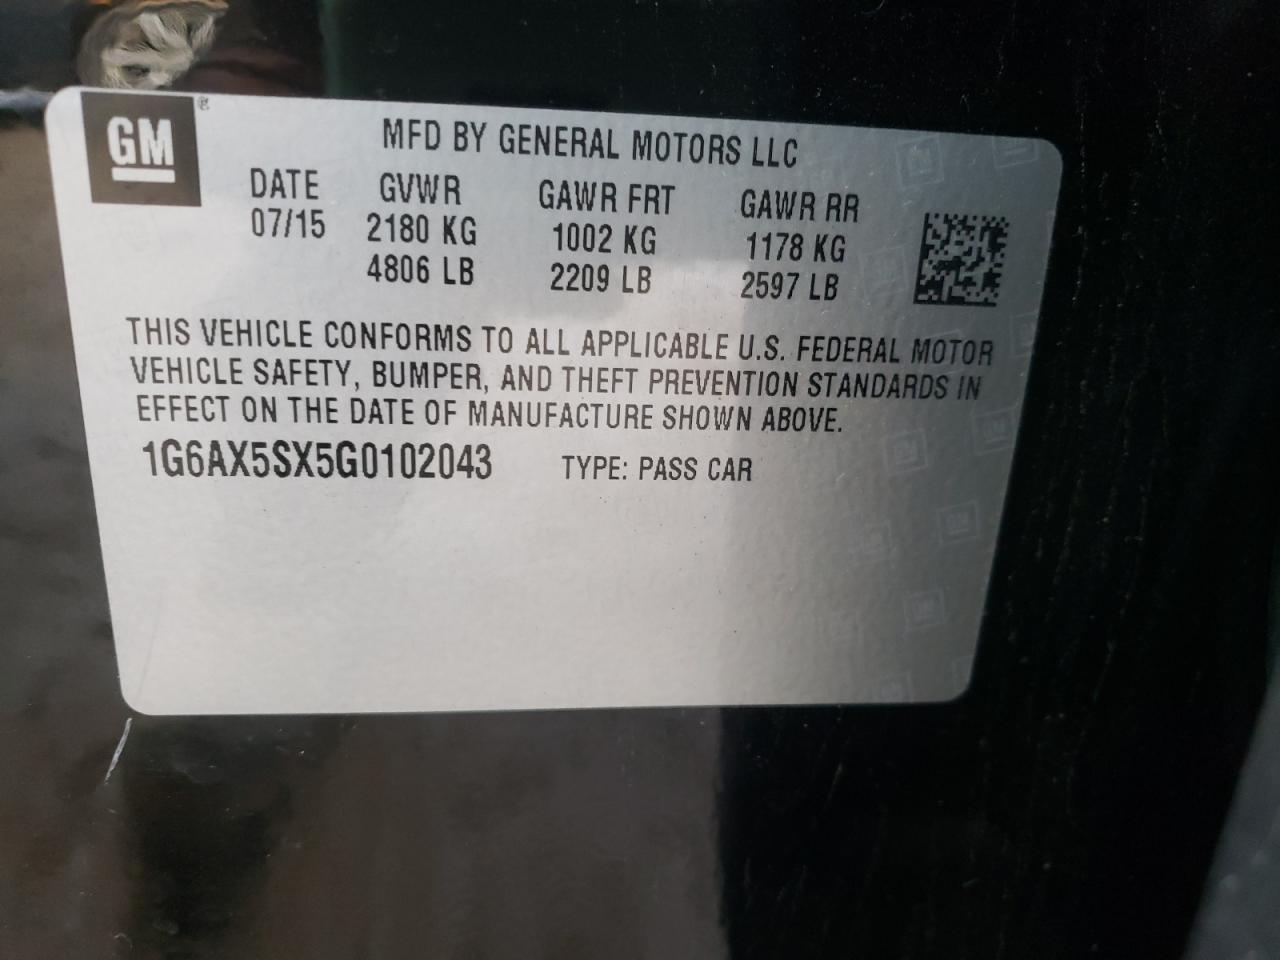 GM
MFD BY GENERAL MOTORS LLC
DATE GVWR GAWR FRT GAWR RR
07/15 2180 KG 1002 KG 1178 KG
4806 LB 2209 LB 2597 LB
THIS VEHICLE CONFORMS TO ALL APPLICABLE U.S. FEDERAL MOTOR
VEHICLE SAFETY, BUMPER, AND THEFT PREVENTION STANDARDS IN
EFFECT ON THE DATE OF MANUFACTURE SHOWN ABOVE.
1G6AX5SX5G0102043 TYPE: PASS CAR